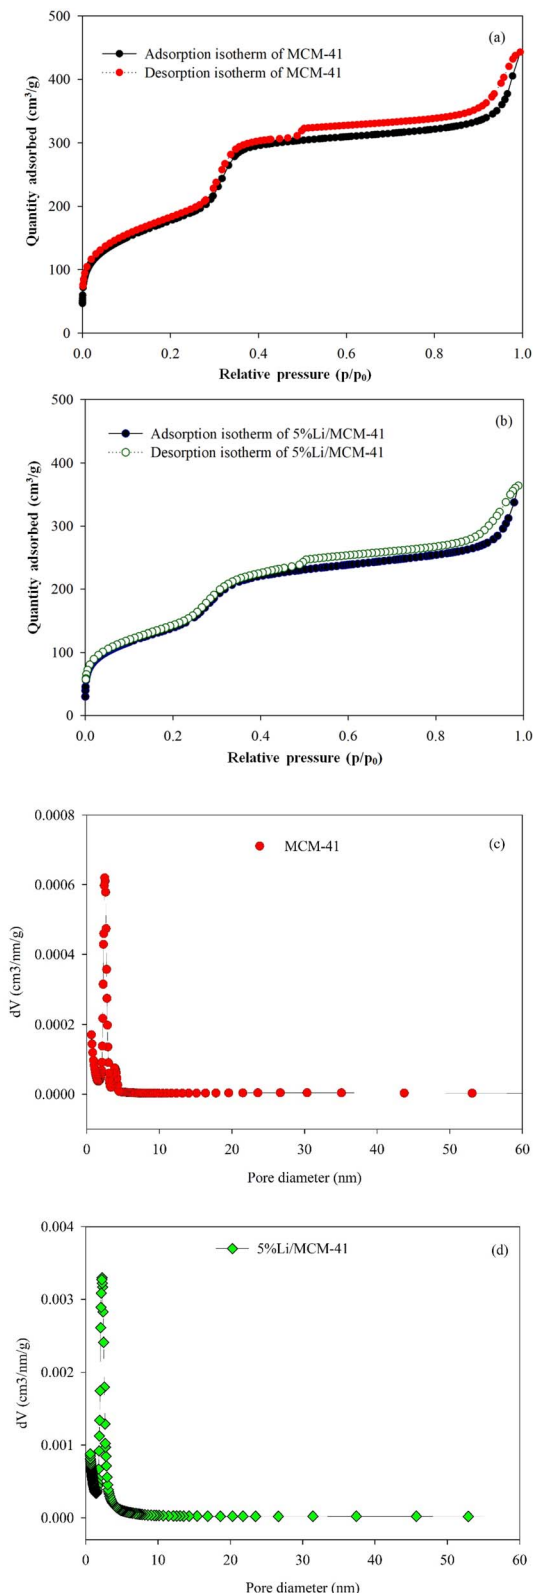 (a)
Adsorption isotherm of MCM-41
Desorption isotherm of MCM-41
Quantity adsorbed (cm³/g)
500
400
300
200
100
0
0.0 0.2 0.4 0.6 0.8 1.0
Relative pressure (p/p₀)
(b)
Adsorption isotherm of 5%Li/MCM-41
Desorption isotherm of 5%Li/MCM-41
Quantity adsorbed (cm³/g)
500
400
300
200
100
0
0.0 0.2 0.4 0.6 0.8 1.0
Relative pressure (p/p₀)
(c)
MCM-41
dV (cm3/nm/g)
0.0008
0.0006
0.0004
0.0002
0.0000
0 10 20 30 40 50 60
Pore diameter (nm)
(d)
5%Li/MCM-41
dV (cm3/nm/g)
0.004
0.003
0.002
0.001
0.000
0 10 20 30 40 50 60
Pore diameter (nm)